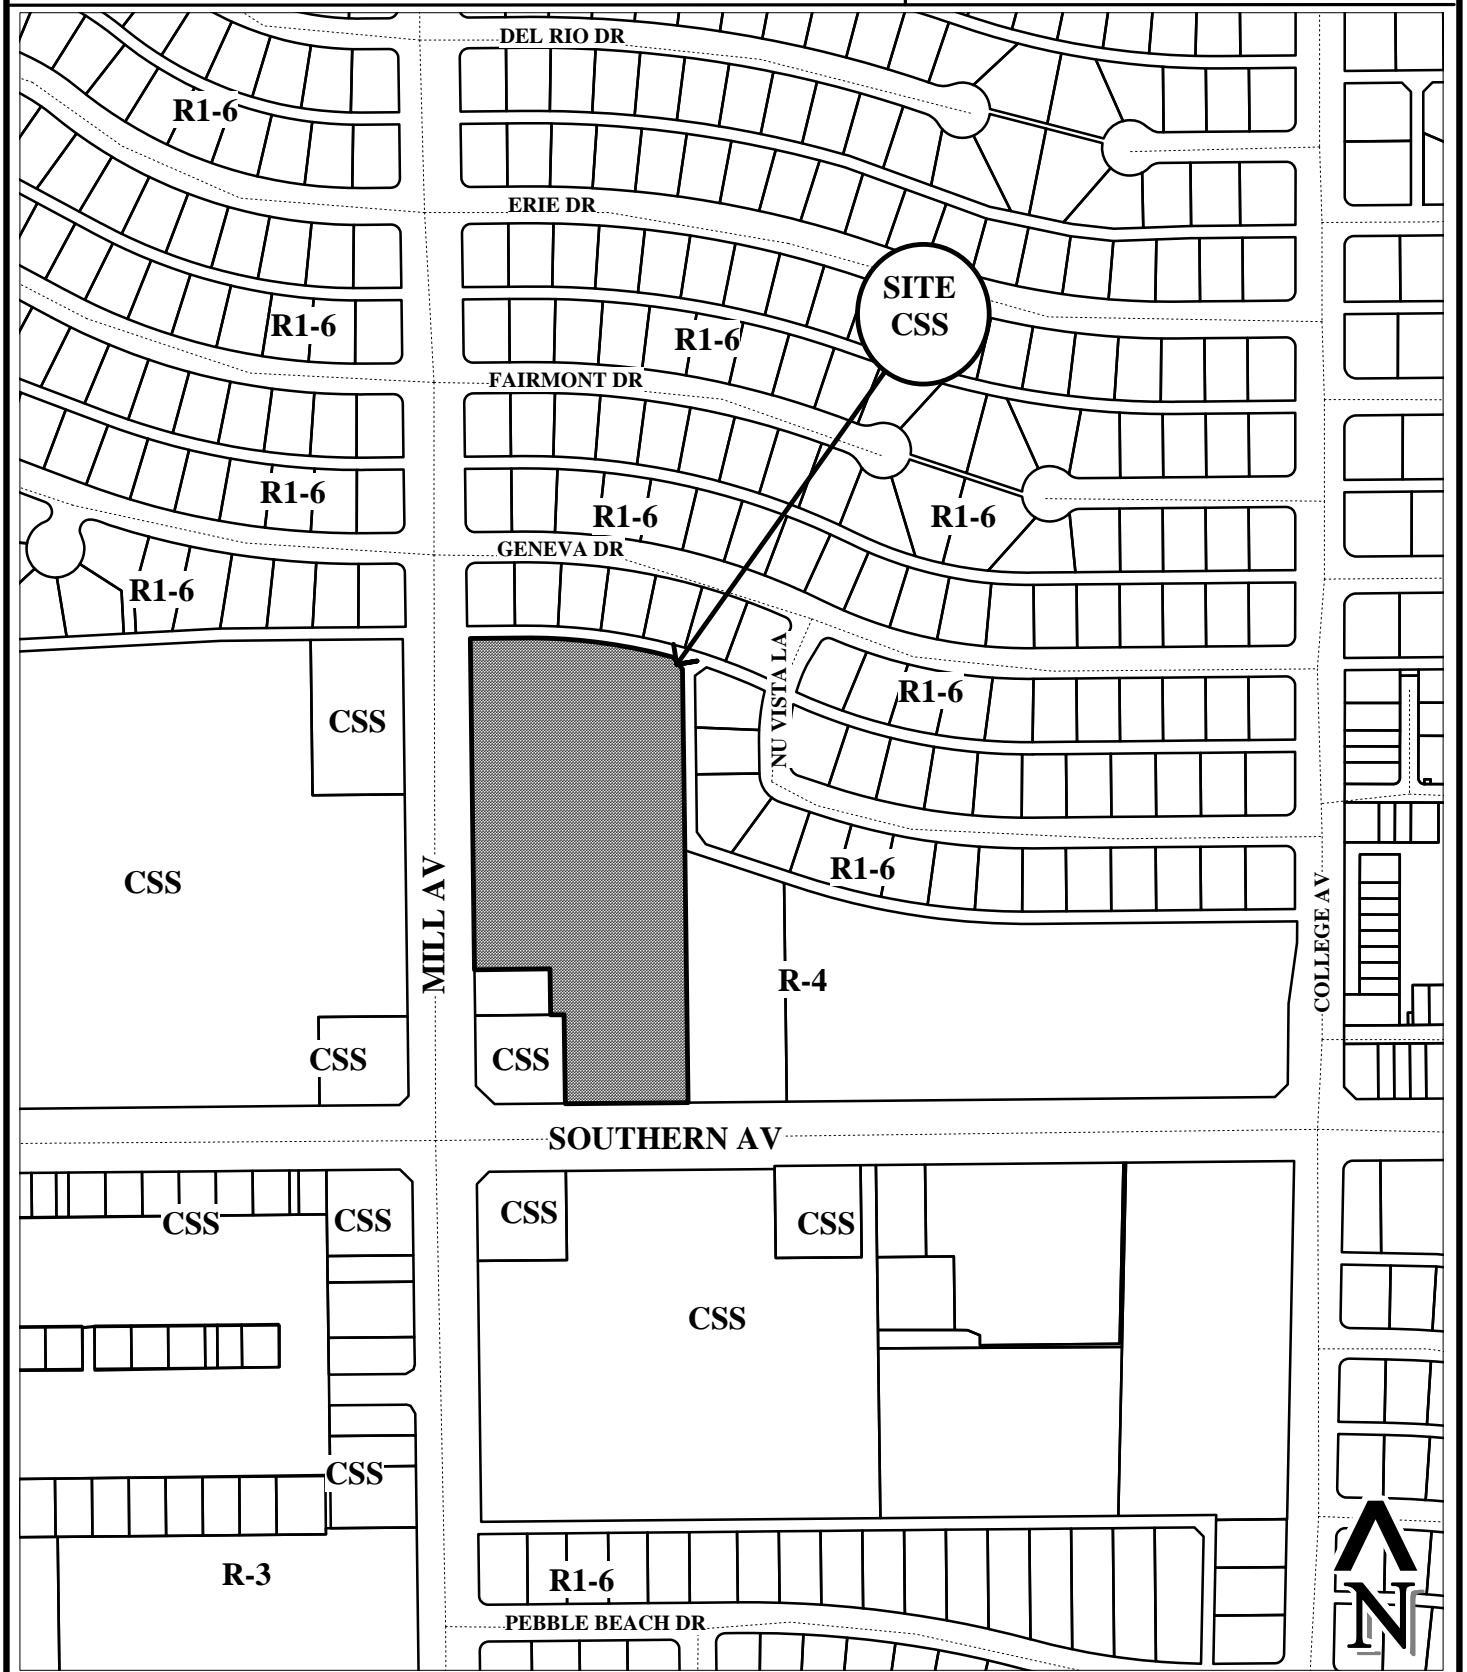 DEL RIO DR
R1-6
ERIE DR
SITE
CSS
R1-6
R1-6
FAIRMONT DR
R1-6
R1-6
R1-6
GENEVA DR
R1-6
NU VISTA LA
R1-6
CSS
R1-6
CSS
MILL AV
COLLEGE AV
R-4
CSS
CSS
SOUTHERN AV
CSS
CSS
CSS
CSS
CSS
CSS
R-3
R1-6
PEBBLE BEACH DR
N